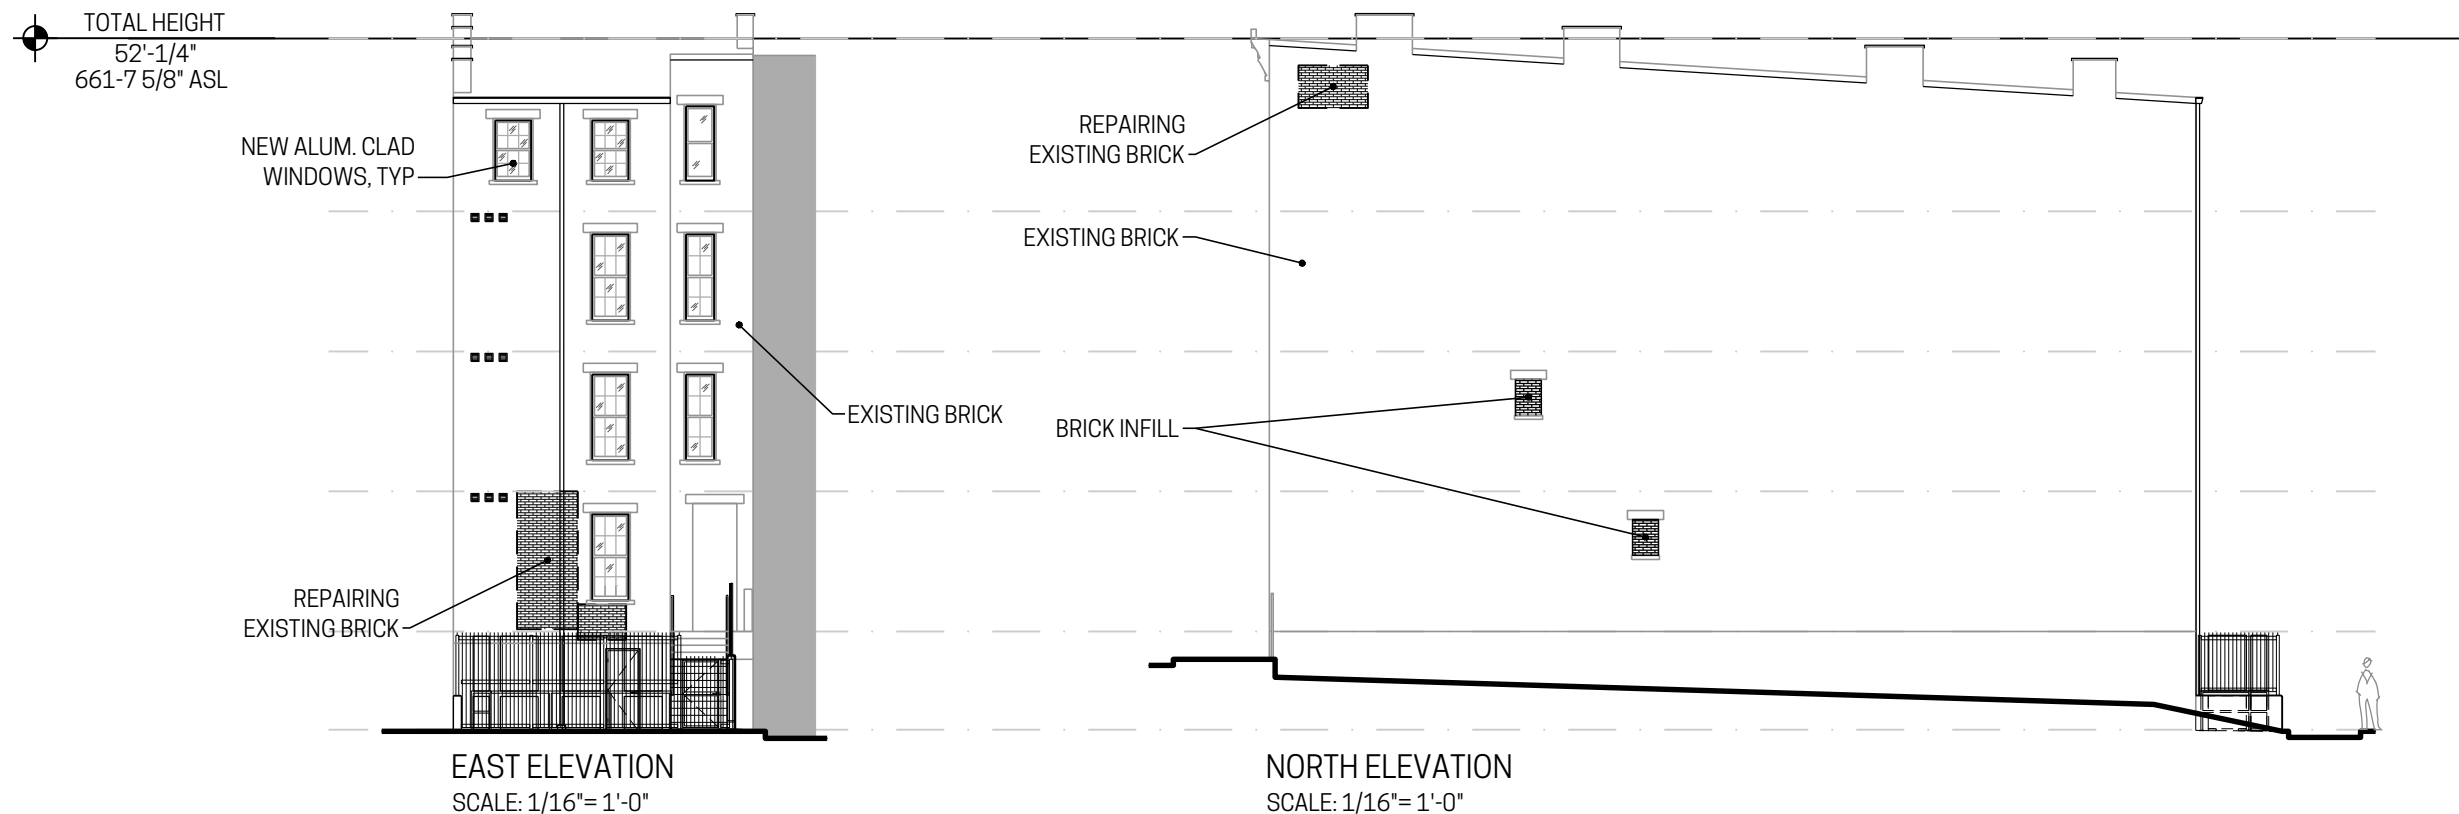 TOTAL HEIGHT
52'-1/4"
661-7 5/8" ASL
NEW ALUM. CLAD
WINDOWS, TYP
EXISTING BRICK
REPAIRING
EXISTING BRICK
EAST ELEVATION
SCALE: 1/16"= 1'-0"
REPAIRING
EXISTING BRICK
EXISTING BRICK
BRICK INFILL
NORTH ELEVATION
SCALE: 1/16"= 1'-0"